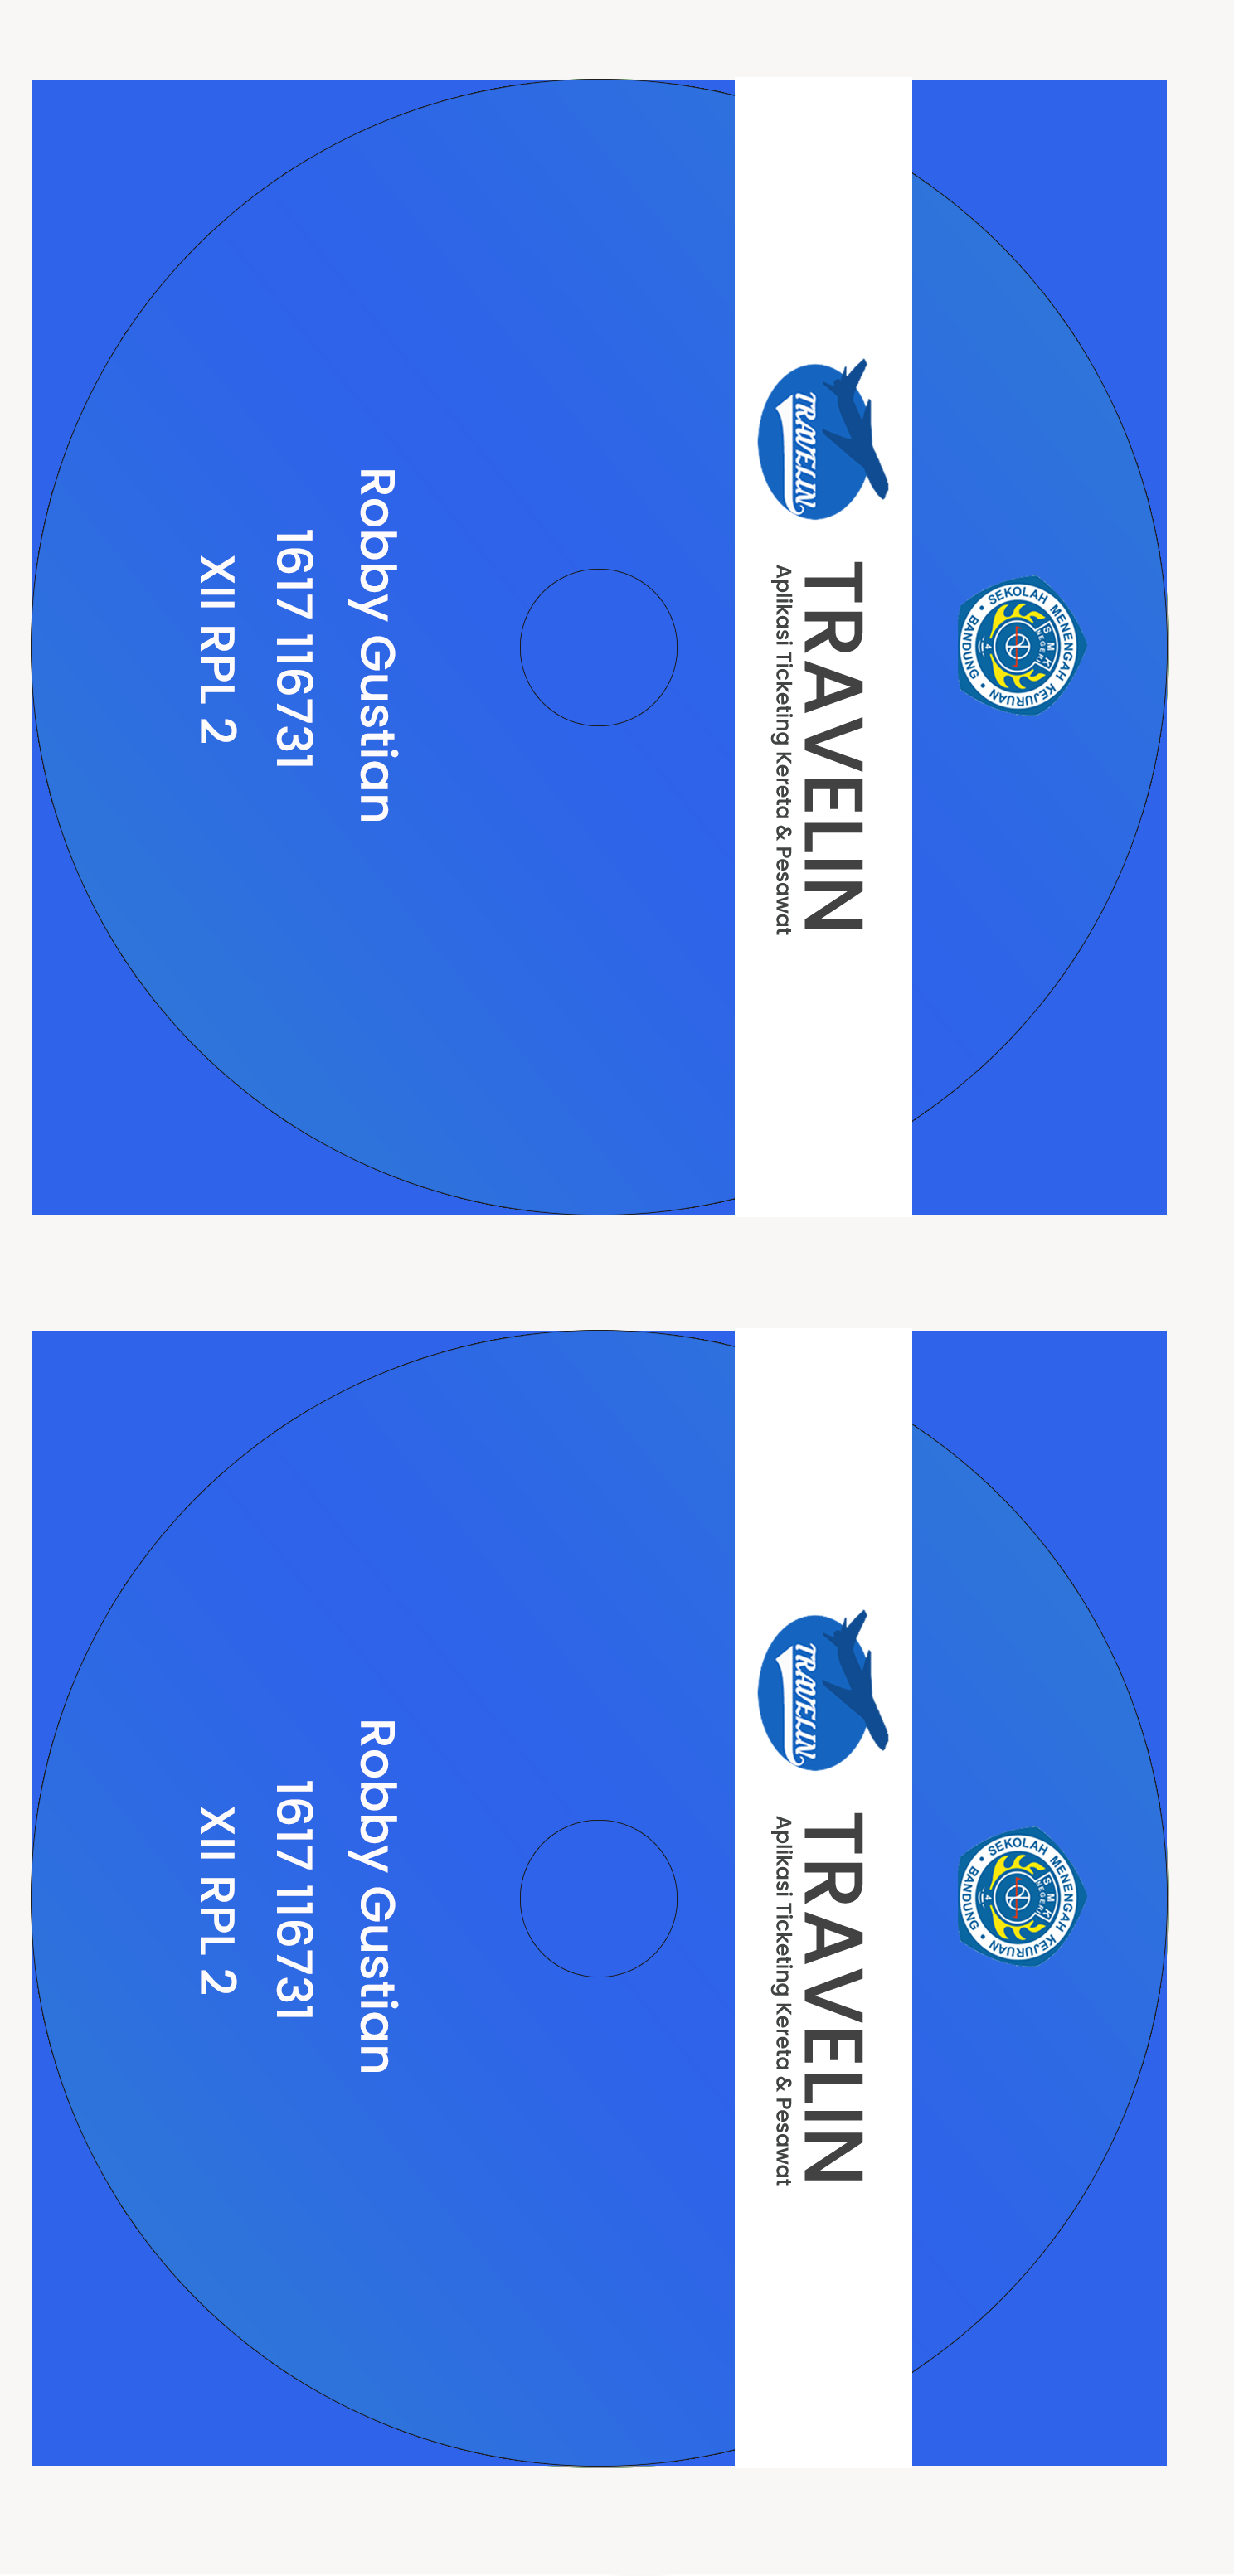 SEKOLAH MENENGAH KEJURUAN
• BANDUNG •
SMK
NEGERI
4
TRAVELIN
TRAVELIN
Aplikasi Ticketing Kereta & Pesawat
Robby Gustian
1617 116731
XII RPL 2
SEKOLAH MENENGAH KEJURUAN
• BANDUNG •
SMK
NEGERI
4
TRAVELIN
TRAVELIN
Aplikasi Ticketing Kereta & Pesawat
Robby Gustian
1617 116731
XII RPL 2